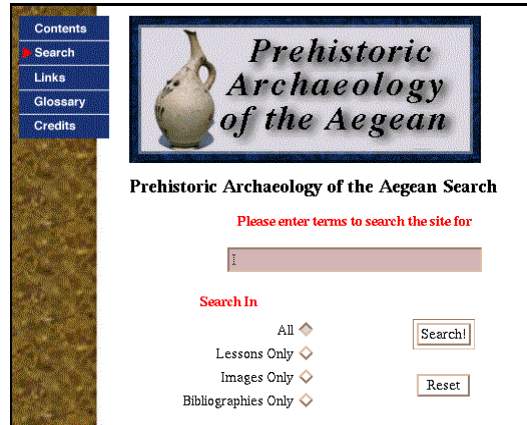 Contents
Search
Links
Glossary
Credits
Prehistoric
Archaeology
of the Aegean
Prehistoric Archaeology of the Aegean Search
Please enter terms to search the site for
Search In
All
Lessons Only
Images Only
Bibliographies Only
Search!
Reset